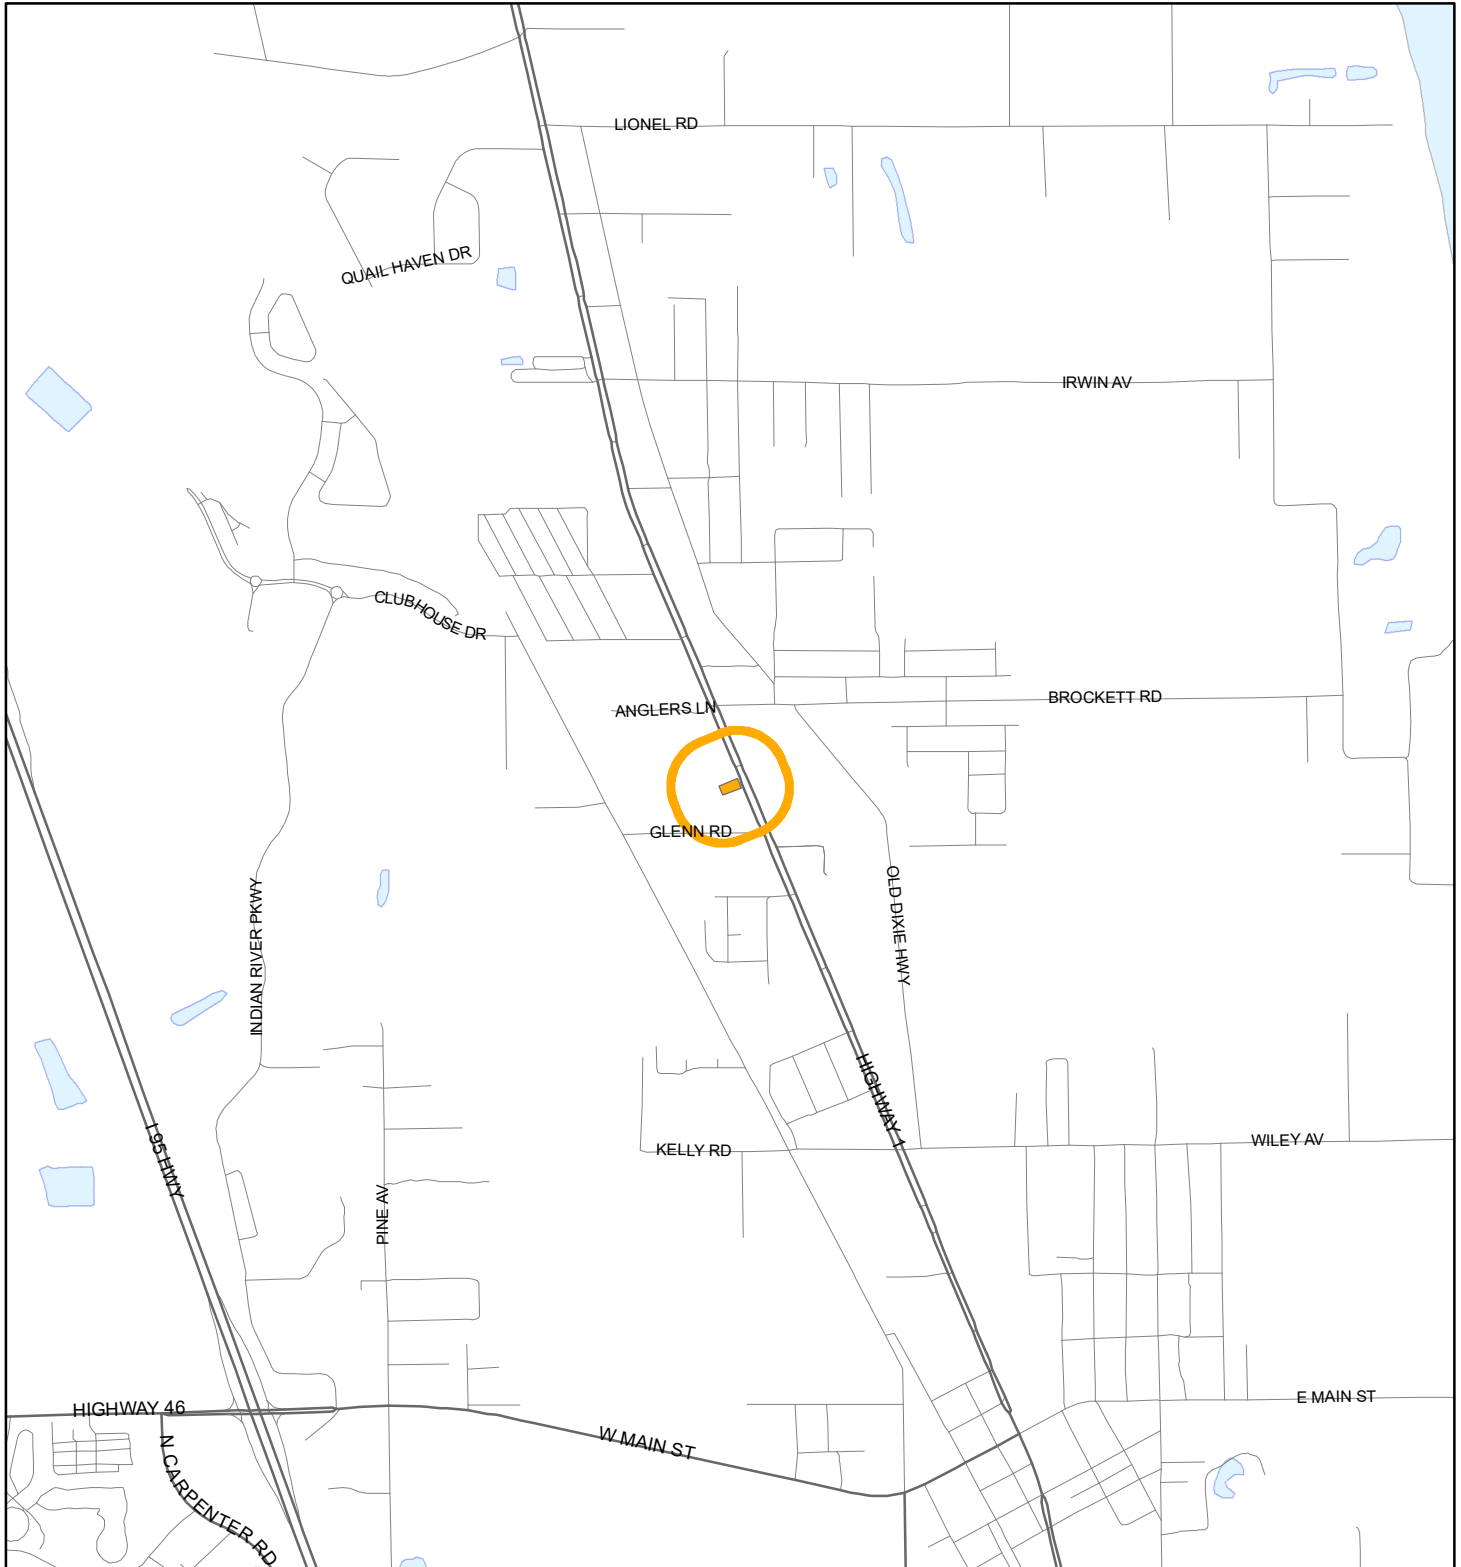 LIONEL RD
QUAIL HAVEN DR
IRWIN AV
CLUBHOUSE DR
BROCKETT RD
ANGLERS LN
GLENN RD
OLD DIXIE HWY
INDIAN RIVER PKWY
HIGHWAY 1
I 95 HWY
WILEY AV
KELLY RD
PINE AV
E MAIN ST
HIGHWAY 46
W MAIN ST
N CARPENTER RD